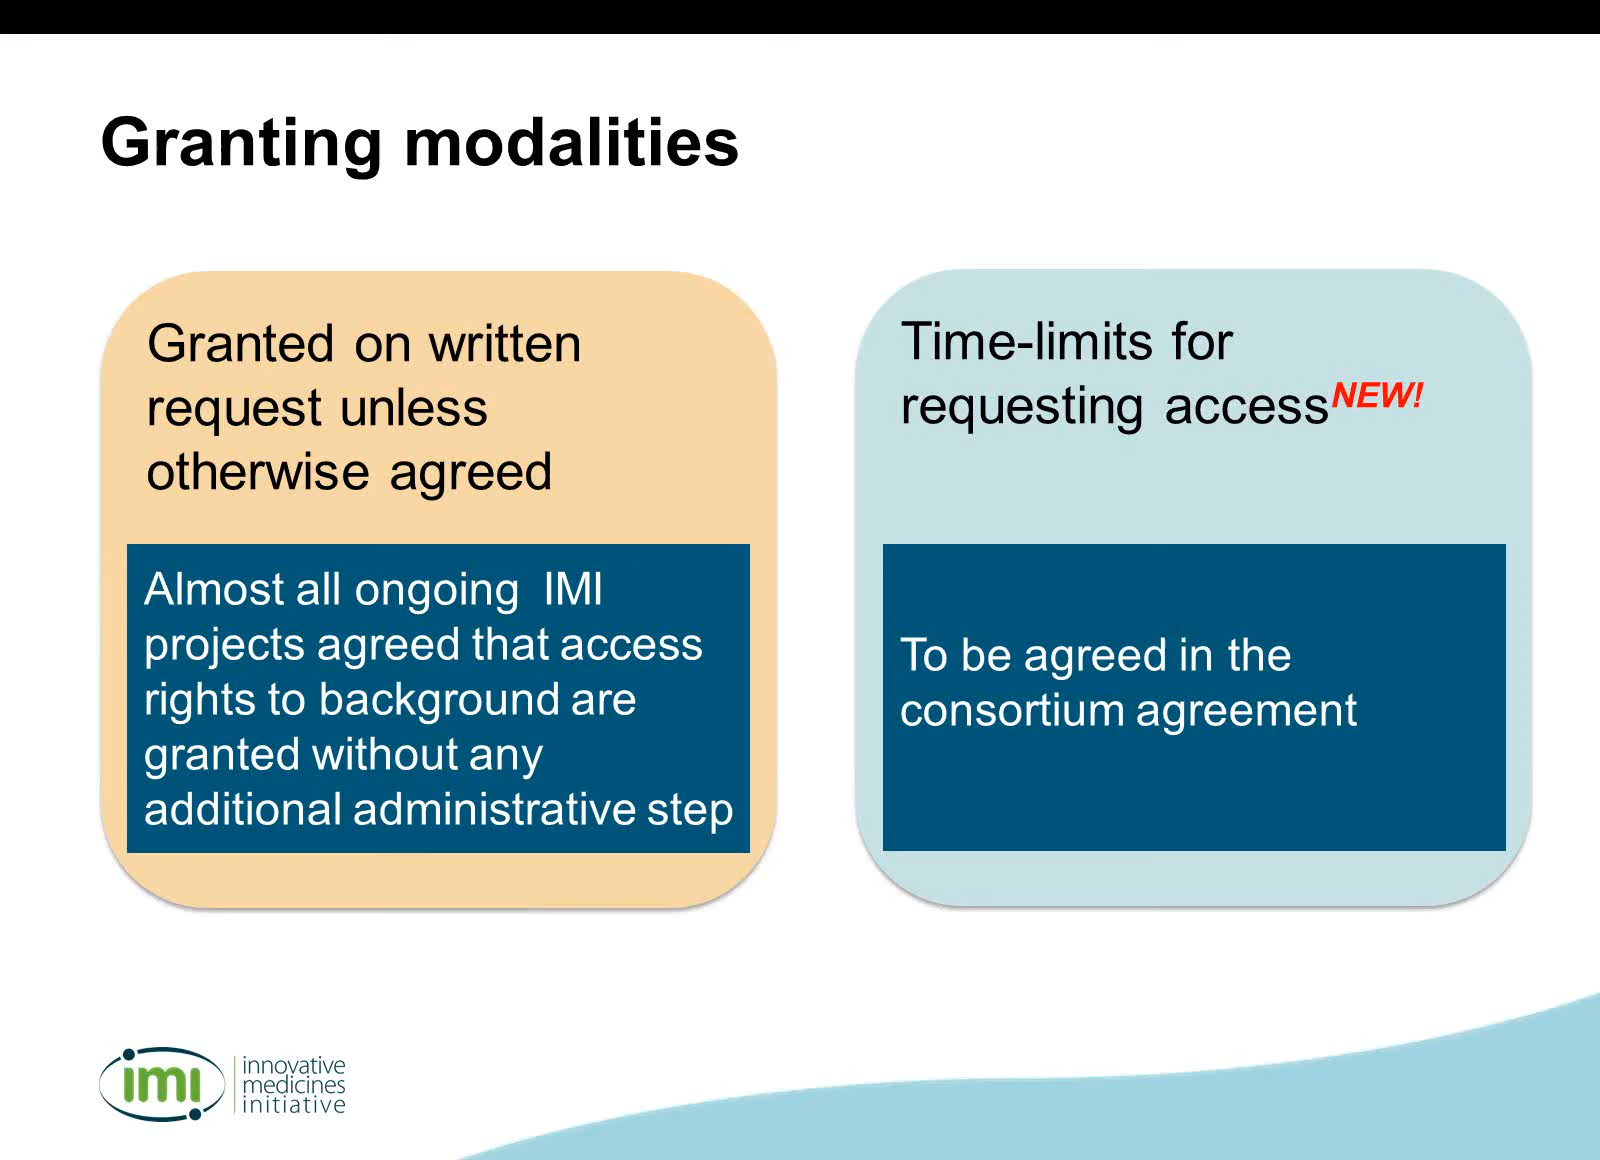 Granting modalities
Granted on written
request unless
otherwise agreed
Almost all ongoing  IMI
projects agreed that access
rights to background are
granted without any
additional administrative step
Time-limits for
requesting access NEW!
To be agreed in the
consortium agreement
imi
innovative
medicines
initiative